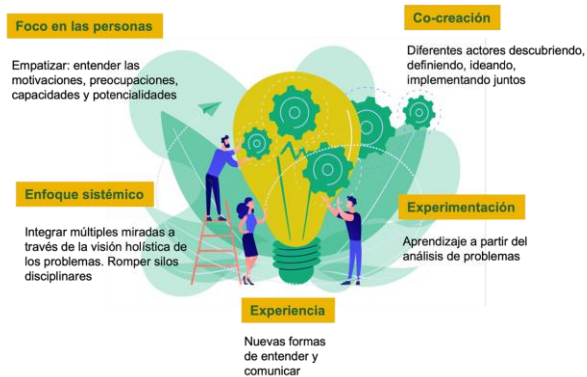 Foco en las personas
Empatizar: entender las
motivaciones, preocupaciones,
capacidades y potencialidades
Co-creación
Diferentes actores descubriendo,
definiendo, ideando,
implementando juntos
Enfoque sistémico
Integrar múltiples miradas a
través de la visión holística de
los problemas. Romper silos
disciplinares
Experimentación
Aprendizaje a partir del
análisis de problemas
Experiencia
Nuevas formas
de entender y
comunicar